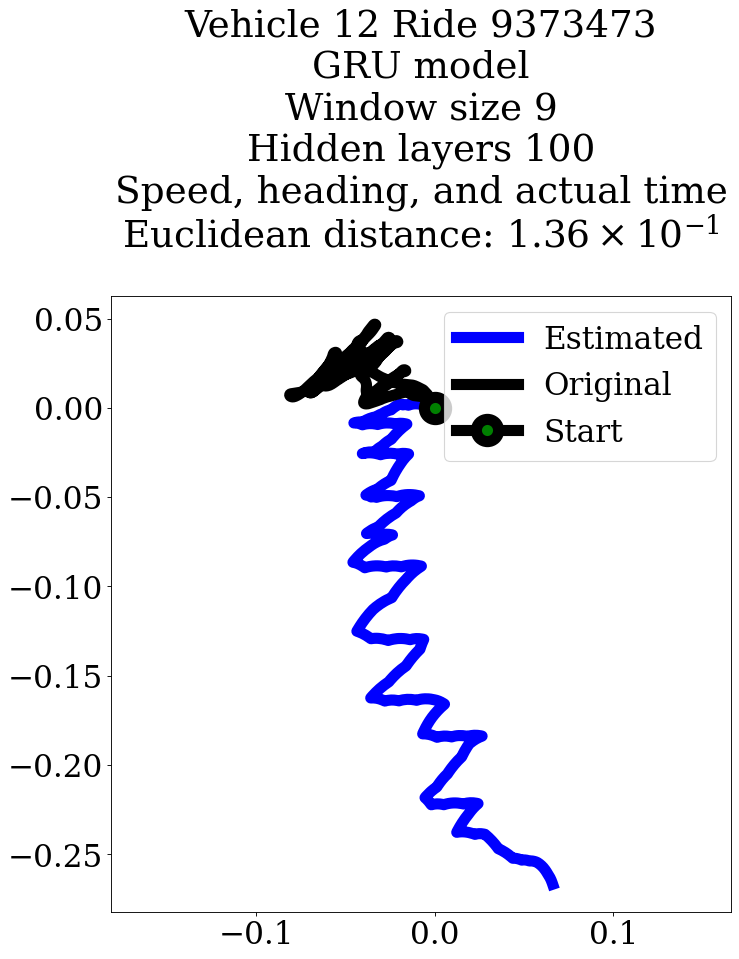 Vehicle 12 Ride 9373473
GRU model
Window size 9
Hidden layers 100
Speed, heading, and actual time
Euclidean distance: 1.36 × 10⁻¹
Estimated
Original
Start
0.05
0.00
−0.05
−0.10
−0.15
−0.20
−0.25
−0.1 0.0 0.1